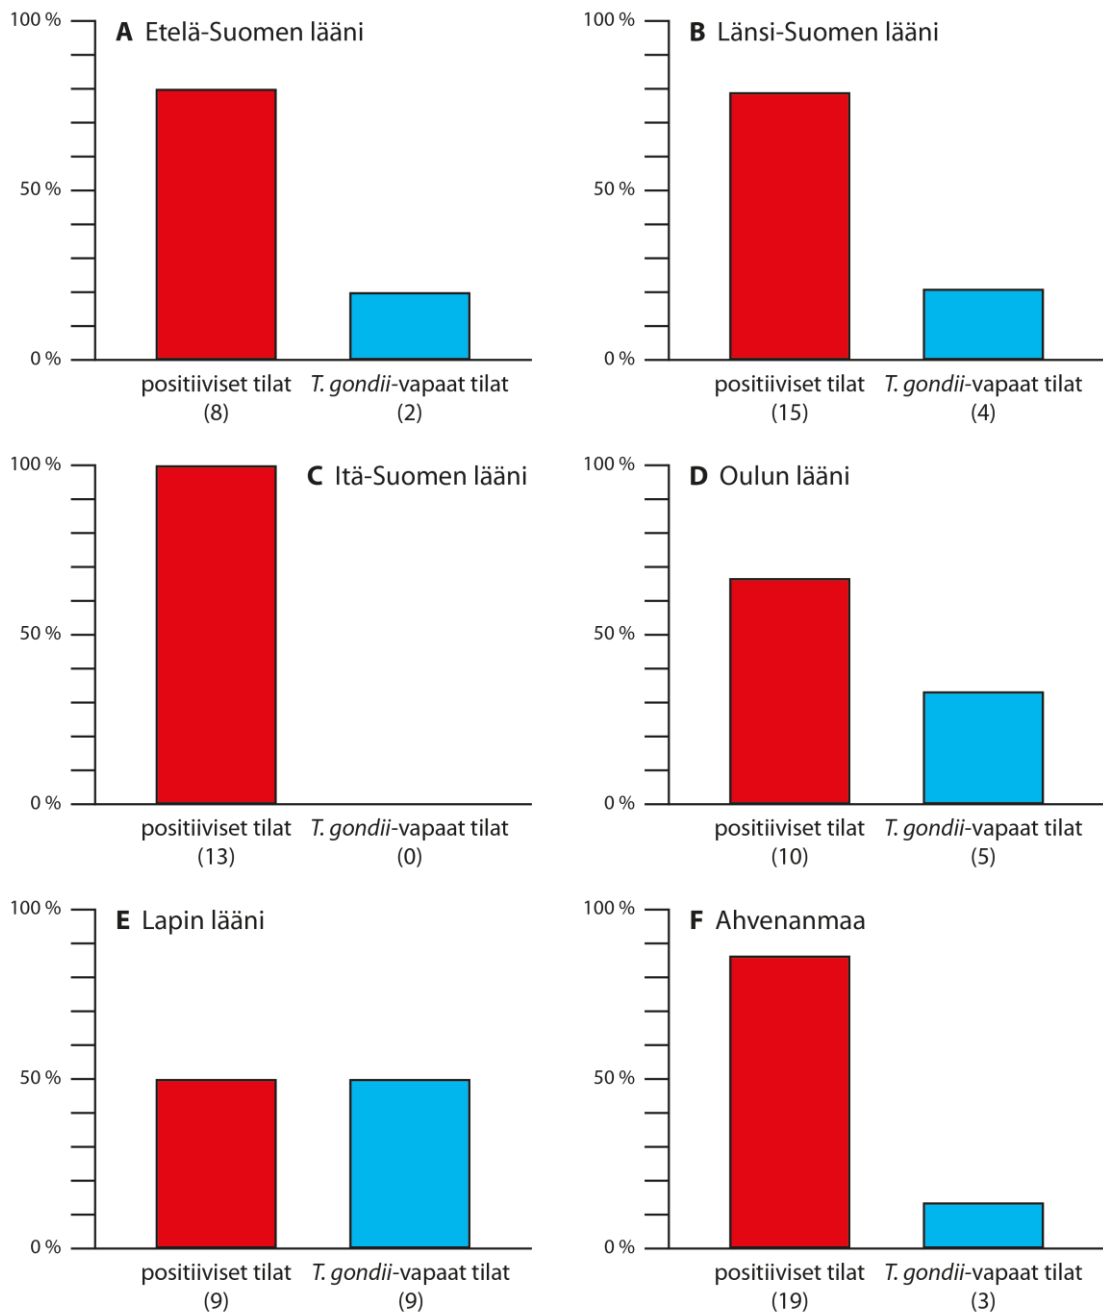 100 %
A Etelä-Suomen lääni
50 %
0 %
positiiviset tilat
(8)
T. gondii-vapaat tilat
(2)
100 %
B Länsi-Suomen lääni
50 %
0 %
positiiviset tilat
(15)
T. gondii-vapaat tilat
(4)
100 %
C Itä-Suomen lääni
50 %
0 %
positiiviset tilat
(13)
T. gondii-vapaat tilat
(0)
100 %
D Oulun lääni
50 %
0 %
positiiviset tilat
(10)
T. gondii-vapaat tilat
(5)
100 %
E Lapin lääni
50 %
0 %
positiiviset tilat
(9)
T. gondii-vapaat tilat
(9)
100 %
F Ahvenanmaa
50 %
0 %
positiiviset tilat
(19)
T. gondii-vapaat tilat
(3)